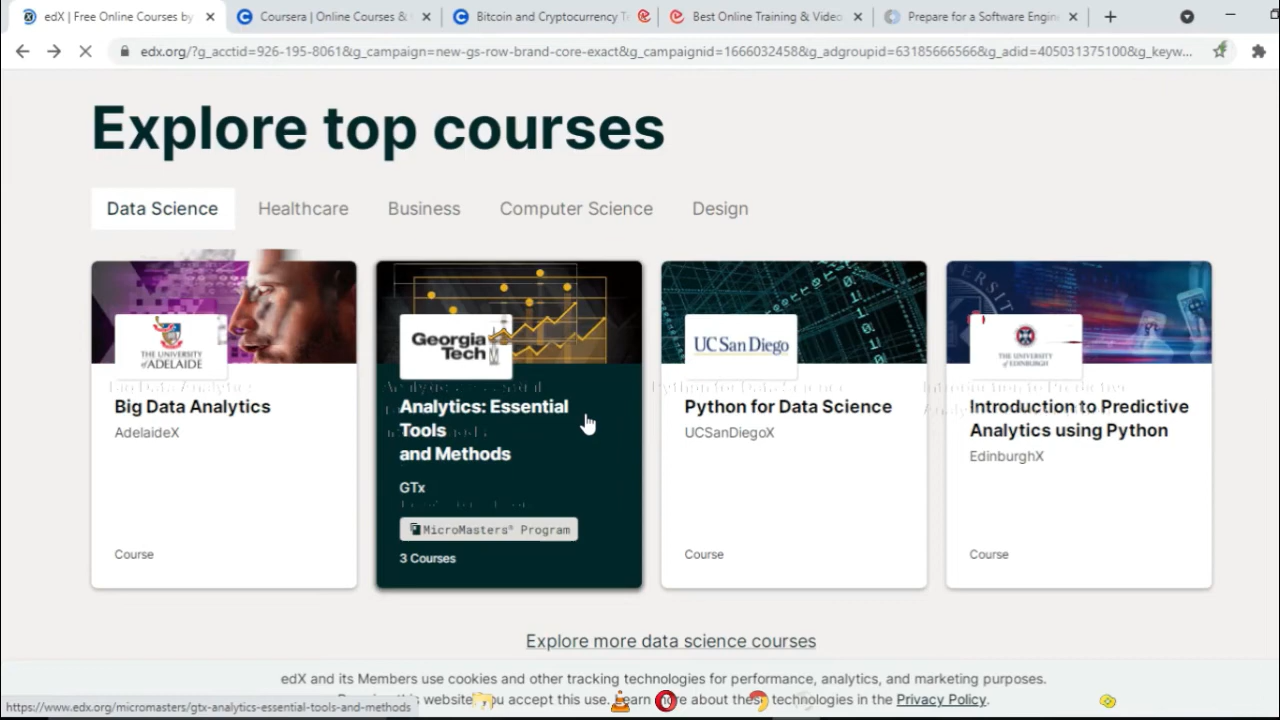 edX | Free Online Courses by
Coursera | Online Courses &
Bitcoin and Cryptocurrency T
Best Online Training & Video
Prepare for a Software Engin
edx.org/?g_acctid=926-195-8061&g_campaign=new-gs-row-brand-core-exact&g_campaignid=1666032458&g_adgroupid=63185666566&g_adid=405031375100&g_keyw...
Explore top courses
Data Science
Healthcare
Business
Computer Science
Design
THE UNIVERSITY
of ADELAIDE
Big Data Analytics
AdelaideX
Course
Georgia
Tech
Analytics: Essential
Tools
and Methods
GTx
MicroMasters® Program
3 Courses
UC San Diego
Python for Data Science
UCSanDiegoX
Course
THE UNIVERSITY
of EDINBURGH
Introduction to Predictive
Analytics using Python
EdinburghX
Course
Explore more data science courses
edX and its Members use cookies and other tracking technologies for performance, analytics, and marketing purposes.
website, you accept this use. Learn more about these technologies in the Privacy Policy.
https://www.edx.org/micromasters/gtx-analytics-essential-tools-and-methods